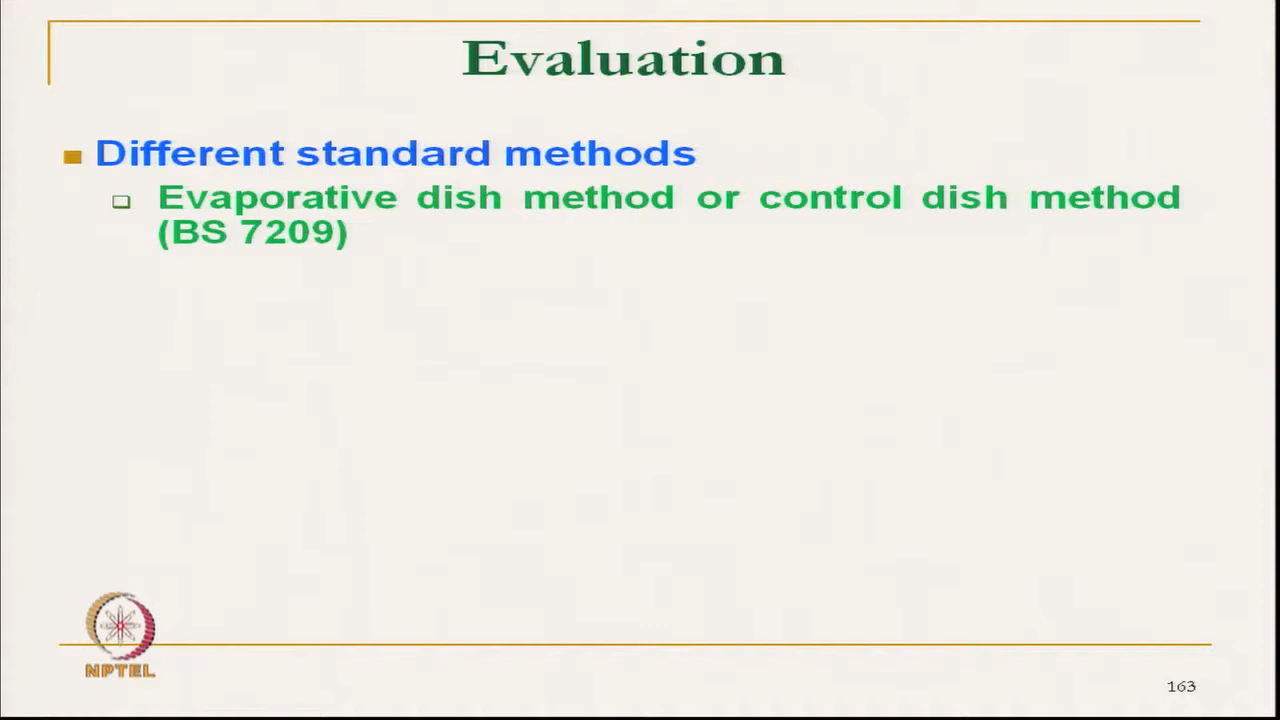 Evaluation
Different standard methods
Evaporative dish method or control dish method
(BS 7209)
NPTEL
163